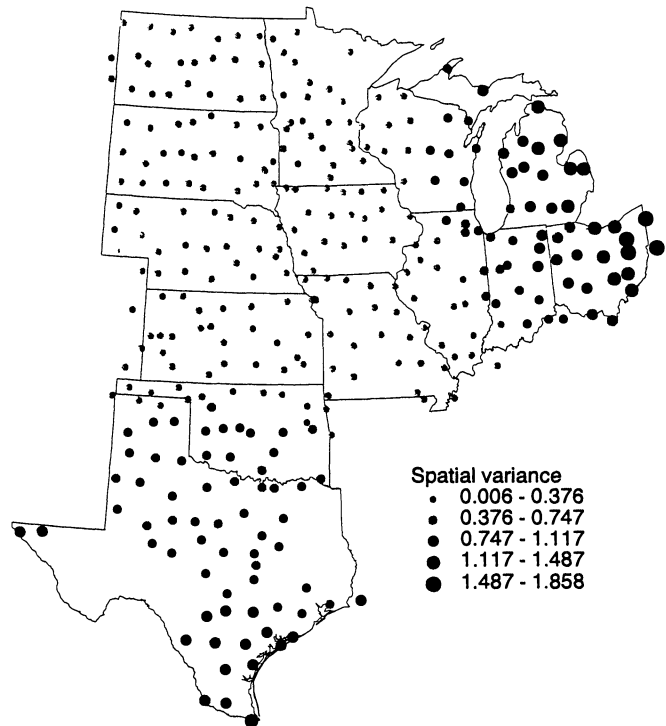 Spatial variance
0.006 - 0.376
0.376 - 0.747
0.747 - 1.117
1.117 - 1.487
1.487 - 1.858